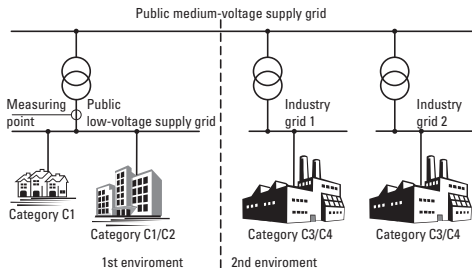 Public medium-voltage supply grid
Measuring point
Public low-voltage supply grid
Industry grid 1
Industry grid 2
Category C1
Category C1/C2
Category C3/C4
Category C3/C4
1st enviroment
2nd enviroment